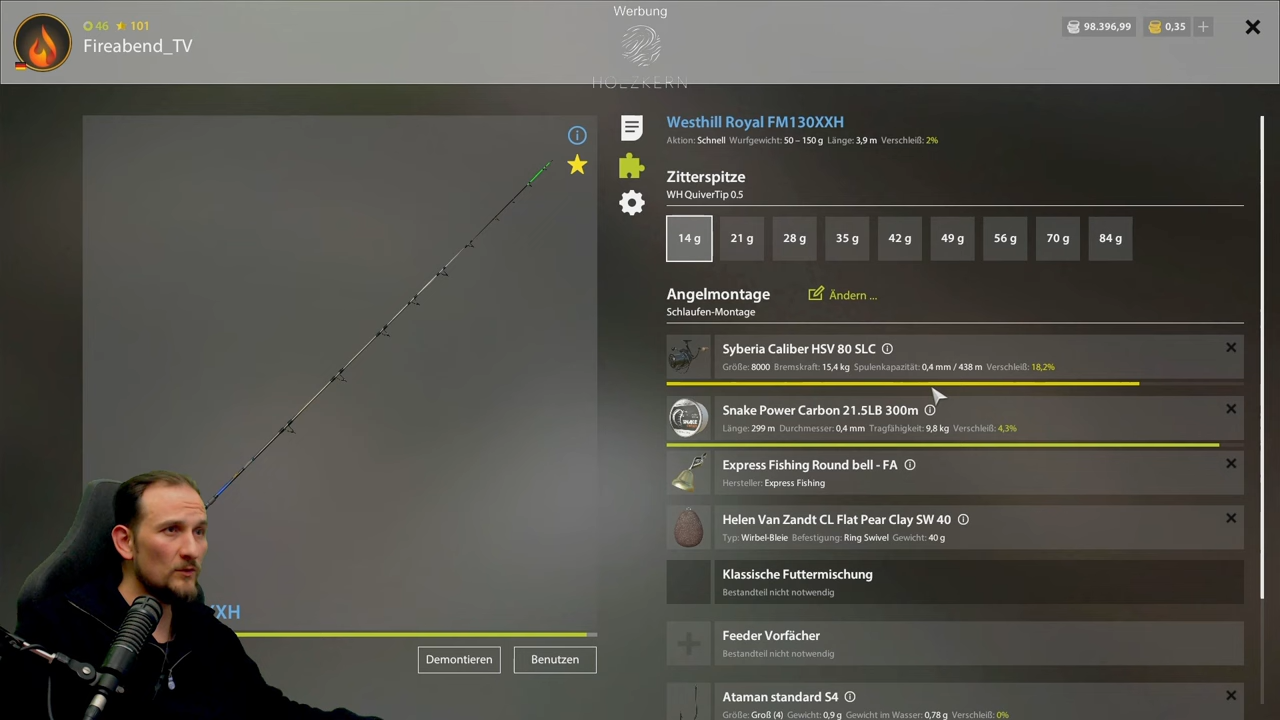 46 101
Fireabend_TV
Werbung
HOLZKERN
98.396,99
0,35
Westhill Royal FM130XXH
Aktion: Schnell Wurfgewicht: 50 – 150 g Länge: 3,9 m Verschleiß: 2%
Zitterspitze
WH QuiverTip 0.5
14 g
21 g
28 g
35 g
42 g
49 g
56 g
70 g
84 g
Angelmontage
Ändern ...
Schlaufen-Montage
Syberia Caliber HSV 80 SLC
Größe: 8000 Bremskraft: 15,4 kg Spulenkapazität: 0,4 mm / 438 m Verschleiß: 18,2%
Snake Power Carbon 21.5LB 300m
Länge: 299 m Durchmesser: 0,4 mm Tragfähigkeit: 9,8 kg Verschleiß: 4,3%
Express Fishing Round bell - FA
Hersteller: Express Fishing
Helen Van Zandt CL Flat Pear Clay SW 40
Typ: Wirbel-Bleie Befestigung: Ring Swivel Gewicht: 40 g
Klassische Futtermischung
Bestandteil nicht notwendig
Feeder Vorfächer
Bestandteil nicht notwendig
Ataman standard S4
Größe: Groß (4) Gewicht: 0,9 g Gewicht im Wasser: 0,78 g Verschleiß: 0%
XH
Demontieren
Benutzen